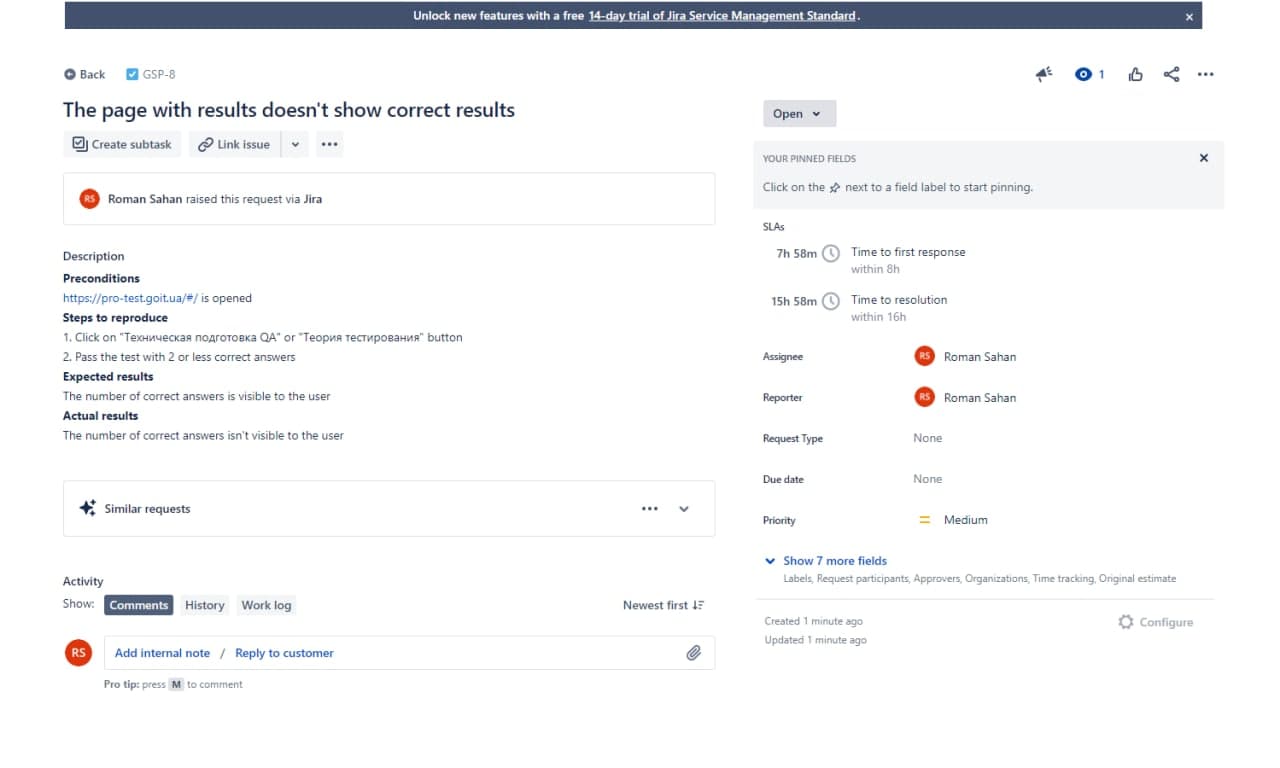 Unlock new features with a free 14-day trial of Jira Service Management Standard.
Back GSP-8
1
The page with results doesn't show correct results
Open
Create subtask Link issue
YOUR PINNED FIELDS
Click on the next to a field label to start pinning.
RS Roman Sahan raised this request via Jira
SLAs
7h 58m Time to first response
within 8h
15h 58m Time to resolution
within 16h
Description
Preconditions
https://pro-test.goit.ua/#/ is opened
Steps to reproduce
1. Click on "Техническая подготовка QA" or "Теория тестирования" button
2. Pass the test with 2 or less correct answers
Expected results
The number of correct answers is visible to the user
Actual results
The number of correct answers isn't visible to the user
Assignee RS Roman Sahan
Reporter RS Roman Sahan
Request Type None
Due date None
Priority Medium
Similar requests
Show 7 more fields
Labels, Request participants, Approvers, Organizations, Time tracking, Original estimate
Created 1 minute ago
Updated 1 minute ago
Configure
Activity
Show: Comments History Work log Newest first
RS Add internal note / Reply to customer
Pro tip: press M to comment